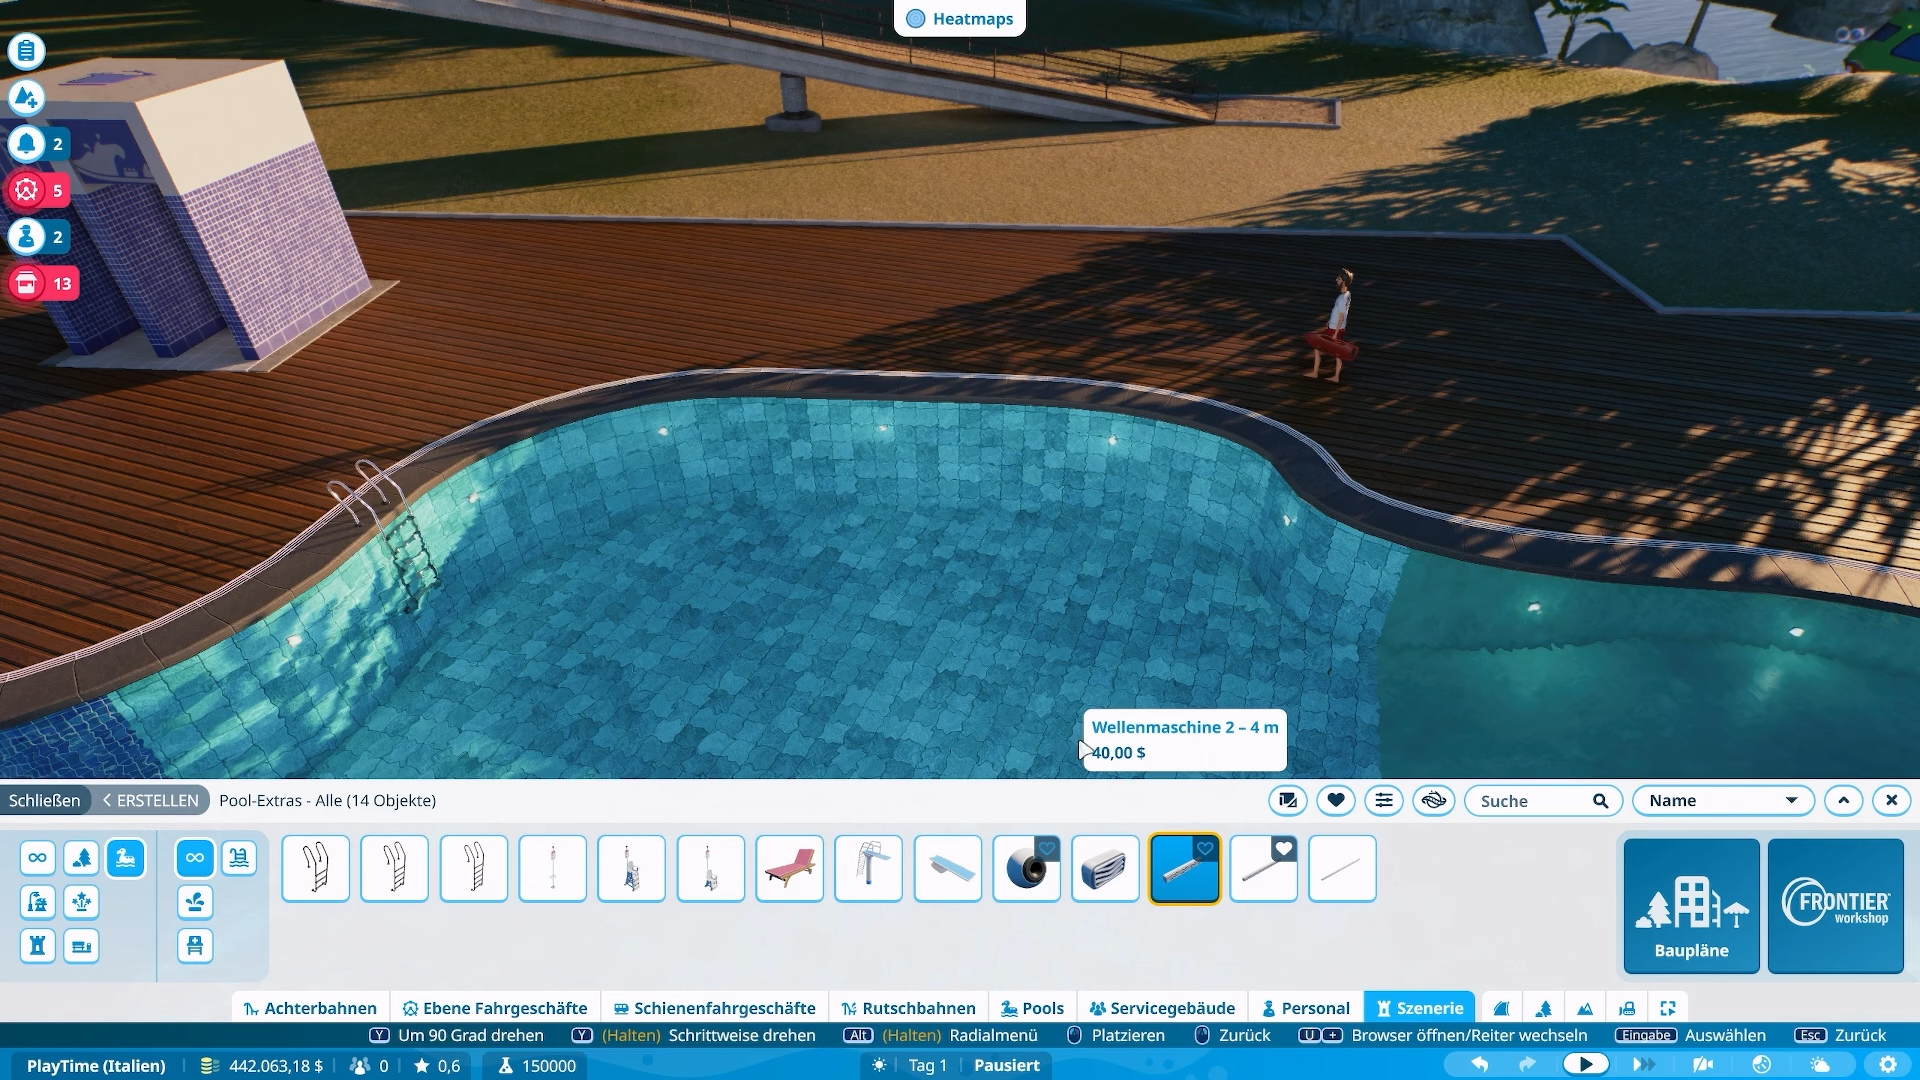 Heatmaps
2
5
2
13
Wellenmaschine 2 – 4 m
40,00 $
Schließen
ERSTELLEN
Pool-Extras - Alle (14 Objekte)
Suche
Name
Baupläne
FRONTIER
workshop
Achterbahnen
Ebene Fahrgeschäfte
Schienenfahrgeschäfte
Rutschbahnen
Pools
Servicegebäude
Personal
Szenerie
Y Um 90 Grad drehen
Y (Halten) Schrittweise drehen
Alt (Halten) Radialmenü
Platzieren
Zurück
U + Browser öffnen/Reiter wechseln
Eingabe Auswählen
Esc Zurück
PlayTime (Italien)
442.063,18 $
0
0,6
150000
Tag 1
Pausiert